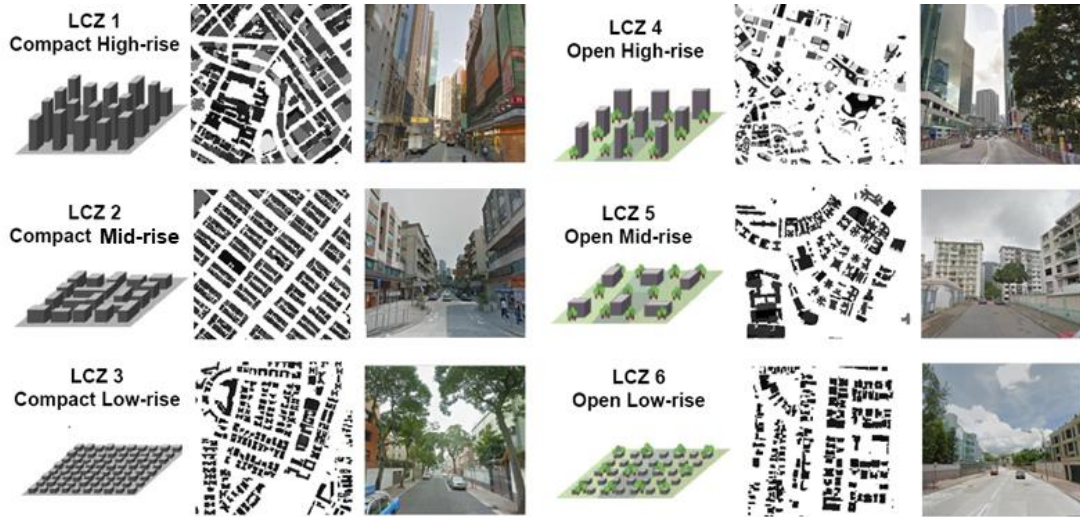 LCZ 1
Compact High-rise
LCZ 4
Open High-rise
LCZ 2
Compact Mid-rise
LCZ 5
Open Mid-rise
LCZ 3
Compact Low-rise
LCZ 6
Open Low-rise